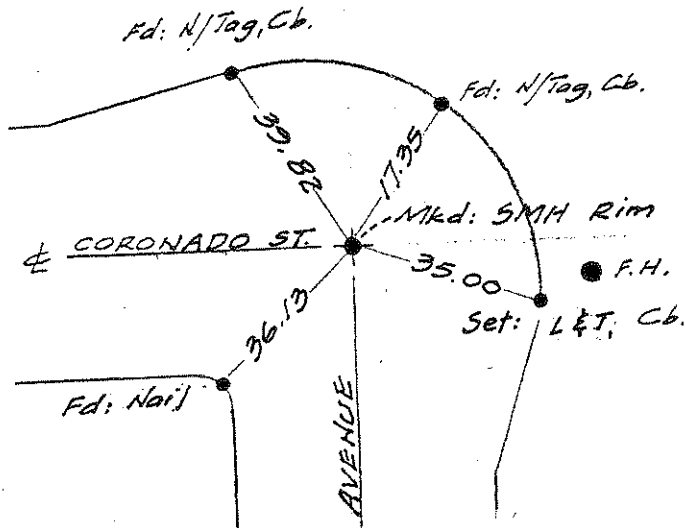 Fd: N/Tag, Cb.
Fd: N/Tag, Cb.
39.82
17.35
Mkd: SMH Rim
℄ CORONADO ST.
35.00
F.H.
Set: L&T, Cb.
36.13
Fd: Nail
AVENUE